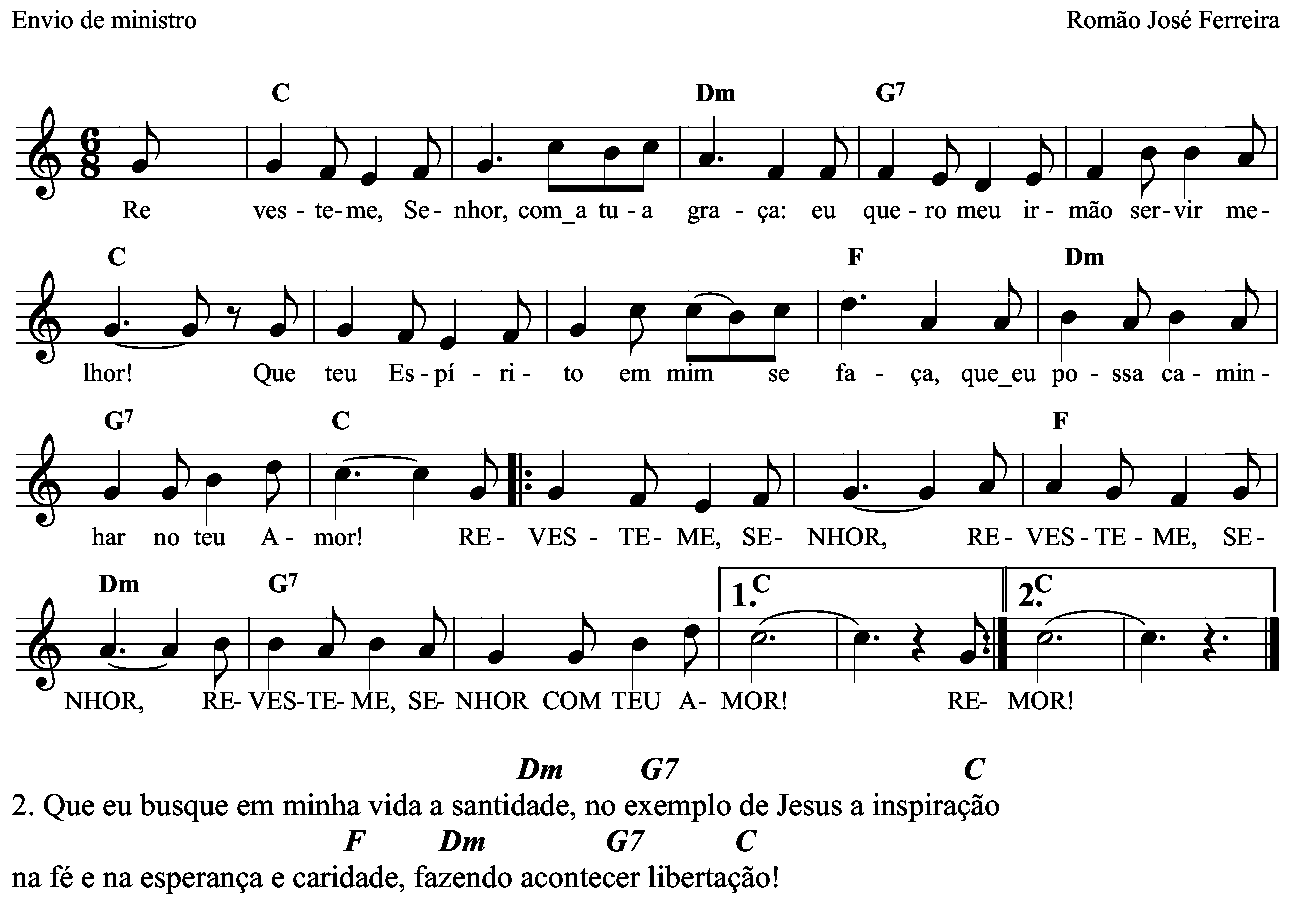 Envio de ministro Romão José Ferreira
C Dm G7
6
8
Re ves - te-me, Se - nhor, com_a tu - a gra - ça: eu que - ro meu ir - mão ser-vir me-
C F Dm
lhor! Que teu Es - pí - ri - to em mim se fa - ça, que_eu po - ssa ca - min-
G7 C F
har no teu A - mor! RE - VES - TE - ME, SE - NHOR, RE - VES - TE - ME, SE-
Dm G7 1. C 2. C
NHOR, RE- VES-TE- ME, SE- NHOR COM TEU A- MOR! RE- MOR!
Dm G7 C
2. Que eu busque em minha vida a santidade, no exemplo de Jesus a inspiração
F Dm G7 C
na fé e na esperança e caridade, fazendo acontecer libertação!